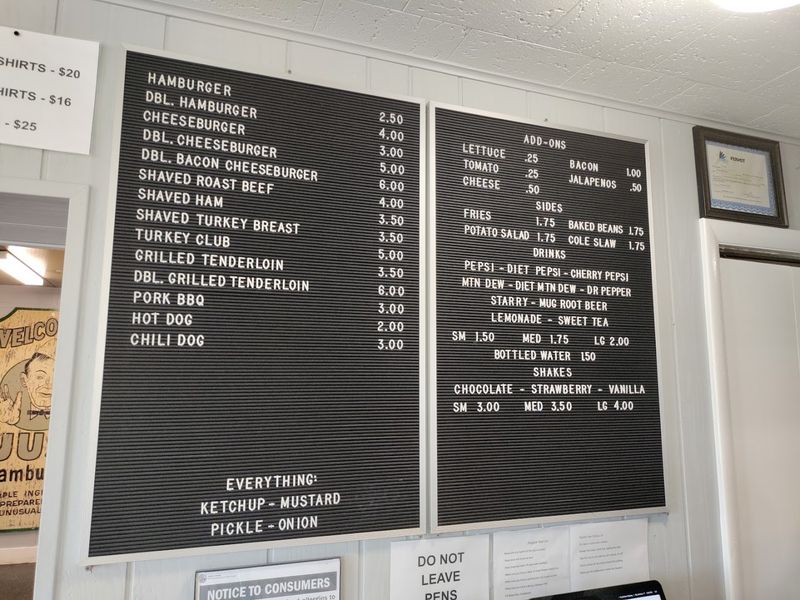 SHIRTS - $20
HIRTS - $16
- $25
HAMBURGER 2.50
DBL. HAMBURGER 4.00
CHEESEBURGER 3.00
DBL. CHEESEBURGER 5.00
DBL. BACON CHEESEBURGER 6.00
SHAVED ROAST BEEF 4.00
SHAVED HAM 3.50
SHAVED TURKEY BREAST 3.50
TURKEY CLUB 5.00
GRILLED TENDERLOIN 3.50
DBL. GRILLED TENDERLOIN 6.00
PORK BBQ 3.00
HOT DOG 2.00
CHILI DOG 3.00
EVERYTHING:
KETCHUP - MUSTARD
PICKLE - ONION
ADD-ONS
LETTUCE .25 BACON 1.00
TOMATO .25 JALAPENOS .50
CHEESE .50
SIDES
FRIES 1.75 BAKED BEANS 1.75
POTATO SALAD 1.75 COLE SLAW 1.75
DRINKS
PEPSI - DIET PEPSI - CHERRY PEPSI
MTN DEW - DIET MTN DEW - DR PEPPER
STARRY - MUG ROOT BEER
LEMONADE - SWEET TEA
SM 1.50 MED 1.75 LG 2.00
BOTTLED WATER 1.50
SHAKES
CHOCOLATE - STRAWBERRY - VANILLA
SM 3.00 MED 3.50 LG 4.00
VELCO
ambu
PLE ING
PREPARE
UNUSUAL
NOTICE TO CONSUMERS
DO NOT
LEAVE
PENS